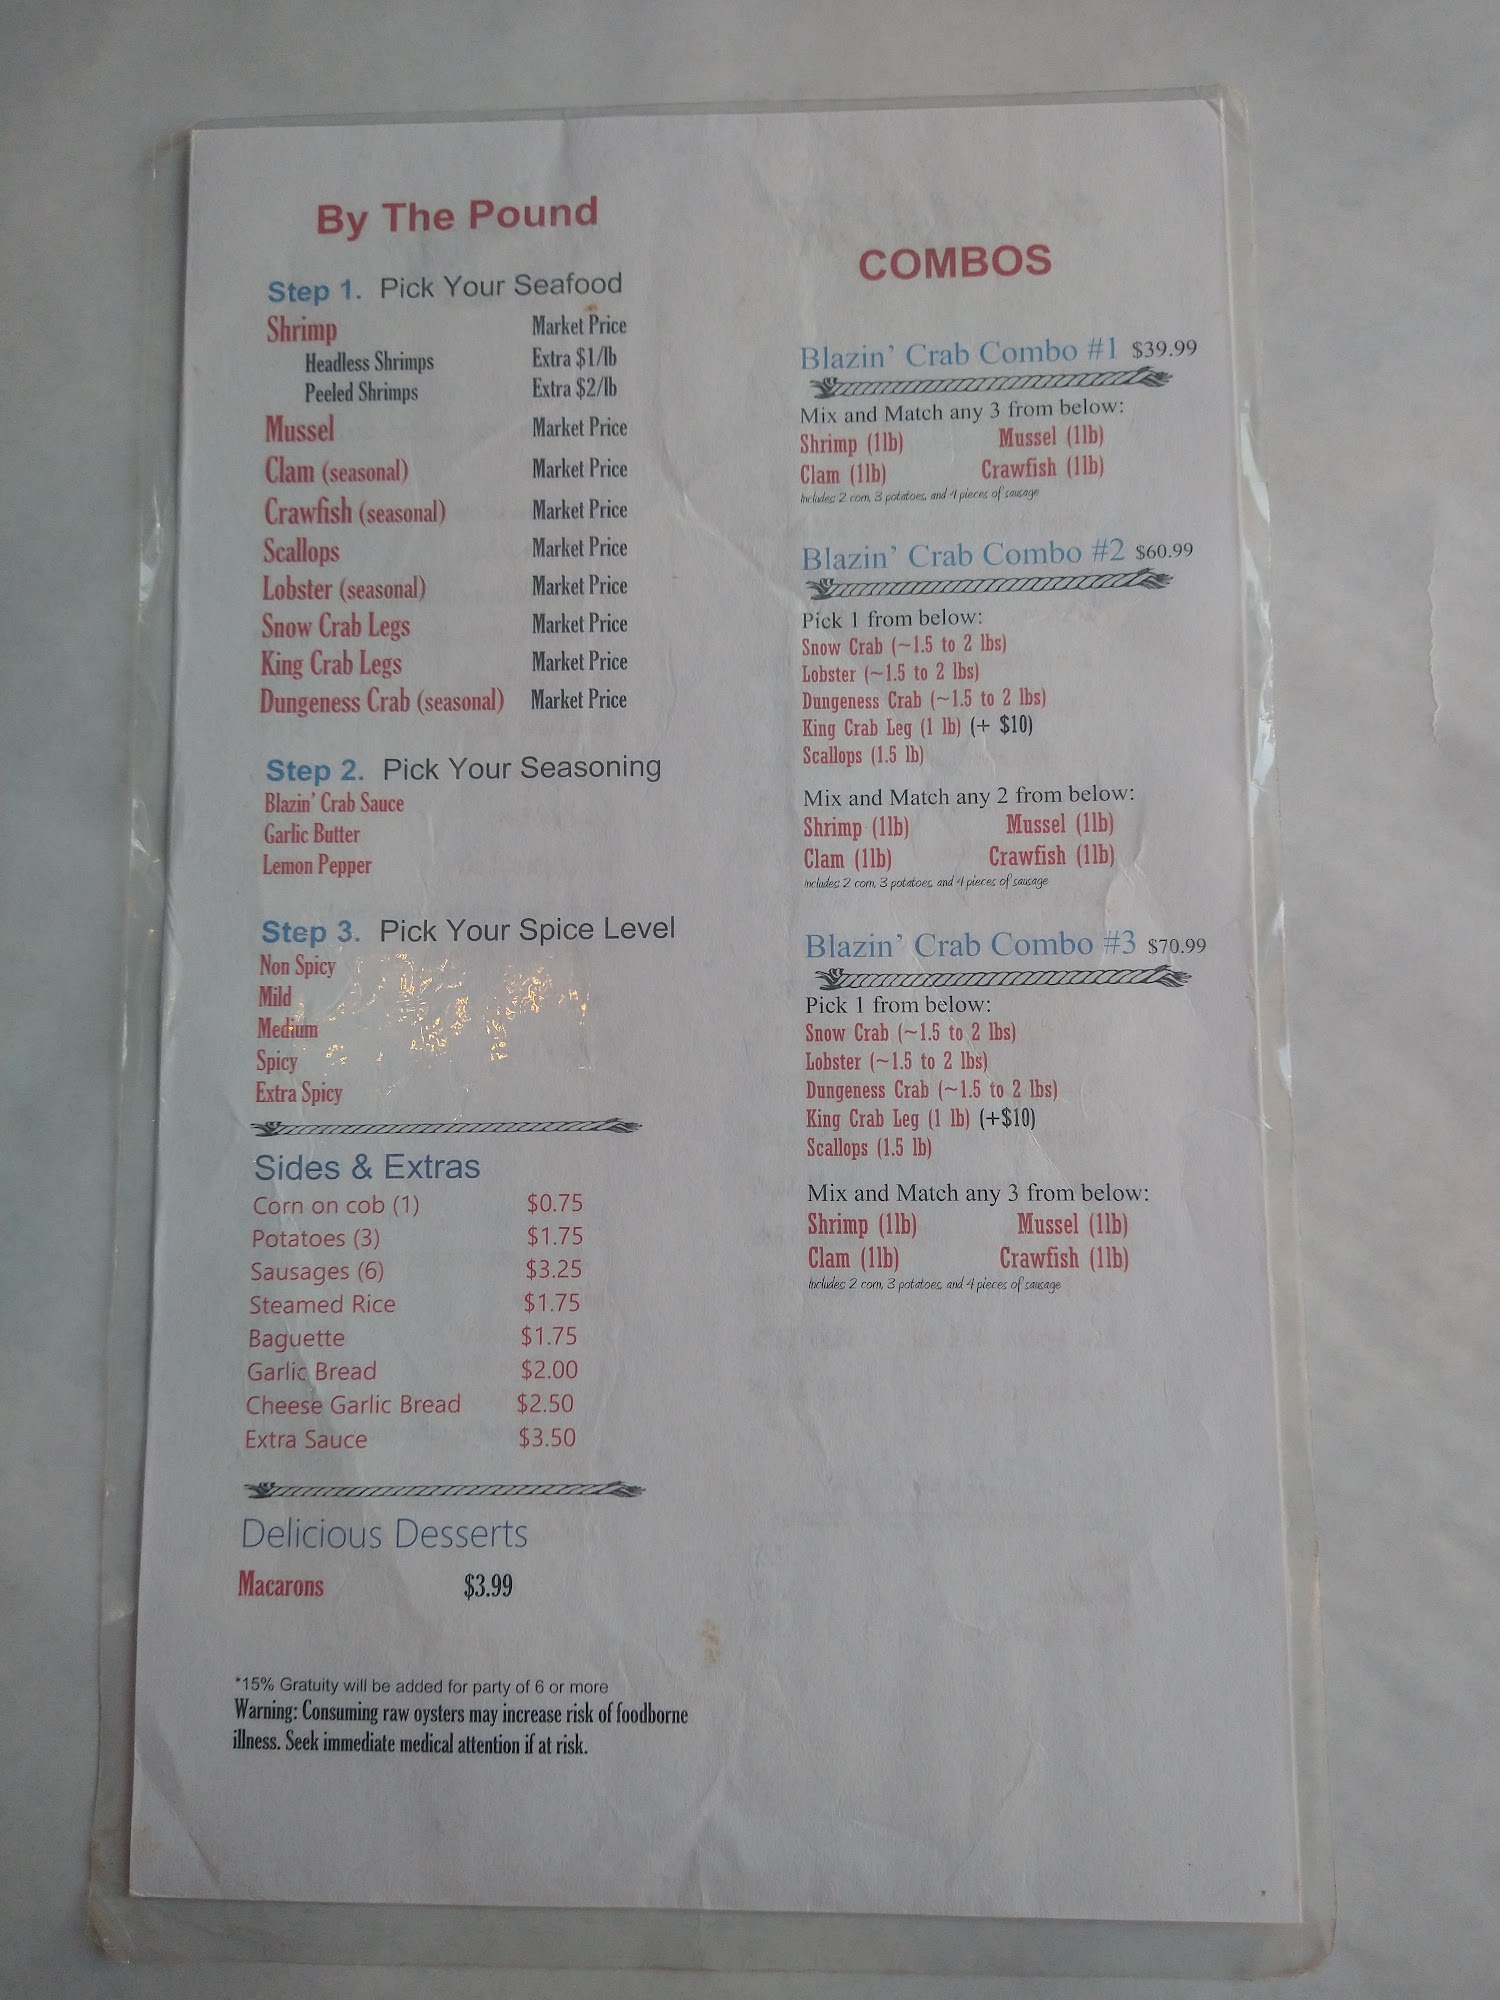 By The Pound
Step 1. Pick Your Seafood
Shrimp Market Price
Headless Shrimps Extra $1/lb
Peeled Shrimps Extra $2/lb
Mussel Market Price
Clam (seasonal) Market Price
Crawfish (seasonal) Market Price
Scallops Market Price
Lobster (seasonal) Market Price
Snow Crab Legs Market Price
King Crab Legs Market Price
Dungeness Crab (seasonal) Market Price
Step 2. Pick Your Seasoning
Blazin' Crab Sauce
Garlic Butter
Lemon Pepper
Step 3. Pick Your Spice Level
Non Spicy
Mild
Medium
Spicy
Extra Spicy
Sides & Extras
Corn on cob (1) $0.75
Potatoes (3) $1.75
Sausages (6) $3.25
Steamed Rice $1.75
Baguette $1.75
Garlic Bread $2.00
Cheese Garlic Bread $2.50
Extra Sauce $3.50
Delicious Desserts
Macarons $3.99
*15% Gratuity will be added for party of 6 or more
Warning: Consuming raw oysters may increase risk of foodborne
illness. Seek immediate medical attention if at risk.
COMBOS
Blazin' Crab Combo #1 $39.99
Mix and Match any 3 from below:
Shrimp (1lb) Mussel (1lb)
Clam (1lb) Crawfish (1lb)
Includes: 2 corn, 3 potatoes, and 4 pieces of sausage
Blazin' Crab Combo #2 $60.99
Pick 1 from below:
Snow Crab (~1.5 to 2 lbs)
Lobster (~1.5 to 2 lbs)
Dungeness Crab (~1.5 to 2 lbs)
King Crab Leg (1 lb) (+ $10)
Scallops (1.5 lb)
Mix and Match any 2 from below:
Shrimp (1lb) Mussel (1lb)
Clam (1lb) Crawfish (1lb)
Includes: 2 corn, 3 potatoes, and 4 pieces of sausage
Blazin' Crab Combo #3 $70.99
Pick 1 from below:
Snow Crab (~1.5 to 2 lbs)
Lobster (~1.5 to 2 lbs)
Dungeness Crab (~1.5 to 2 lbs)
King Crab Leg (1 lb) (+$10)
Scallops (1.5 lb)
Mix and Match any 3 from below:
Shrimp (1lb) Mussel (1lb)
Clam (1lb) Crawfish (1lb)
Includes: 2 corn, 3 potatoes, and 4 pieces of sausage